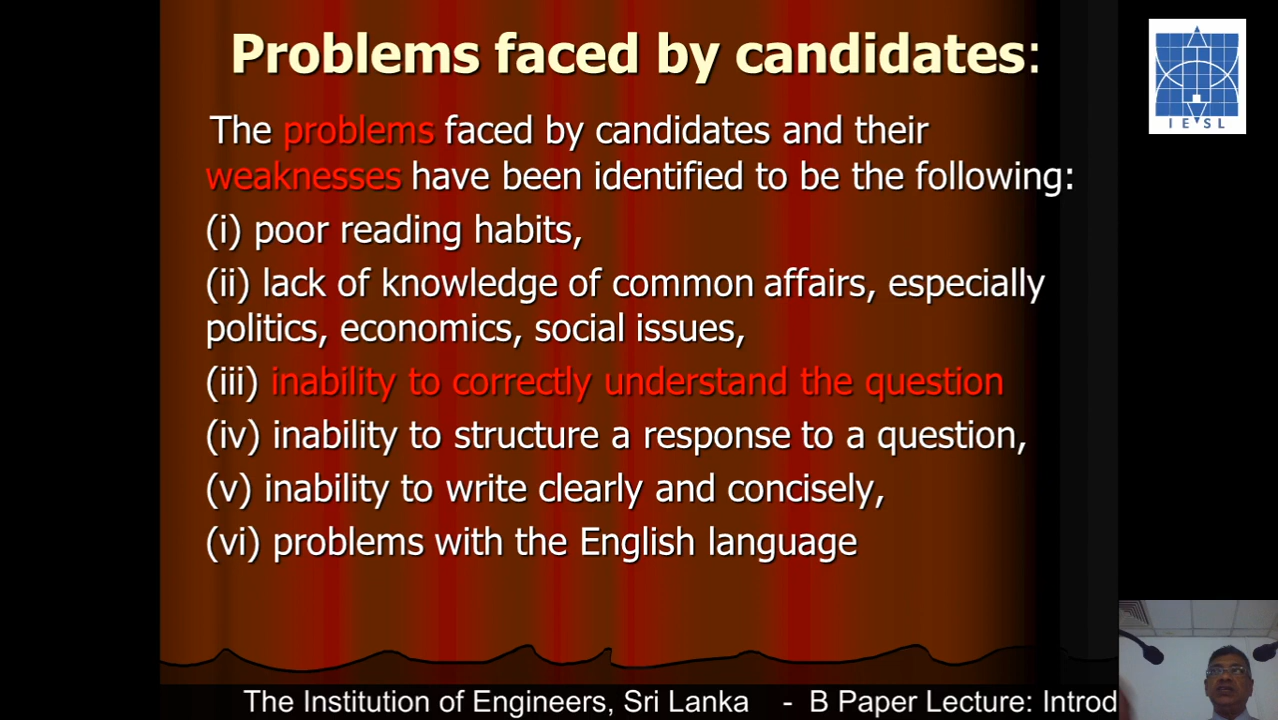 Problems faced by candidates:
The problems faced by candidates and their
weaknesses have been identified to be the following:
(i) poor reading habits,
(ii) lack of knowledge of common affairs, especially
politics, economics, social issues,
(iii) inability to correctly understand the question
(iv) inability to structure a response to a question,
(v) inability to write clearly and concisely,
(vi) problems with the English language
IESL
The Institution of Engineers, Sri Lanka - B Paper Lecture: Introd